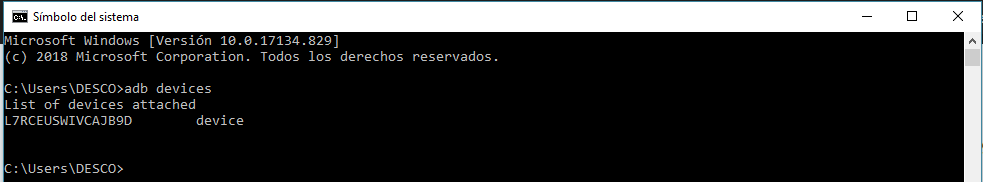 Símbolo del sistema
Microsoft Windows [Versión 10.0.17134.829]
(c) 2018 Microsoft Corporation. Todos los derechos reservados.
C:\Users\DESCO>adb devices
List of devices attached
L7RCEUSWIVCAJB9D        device
C:\Users\DESCO>